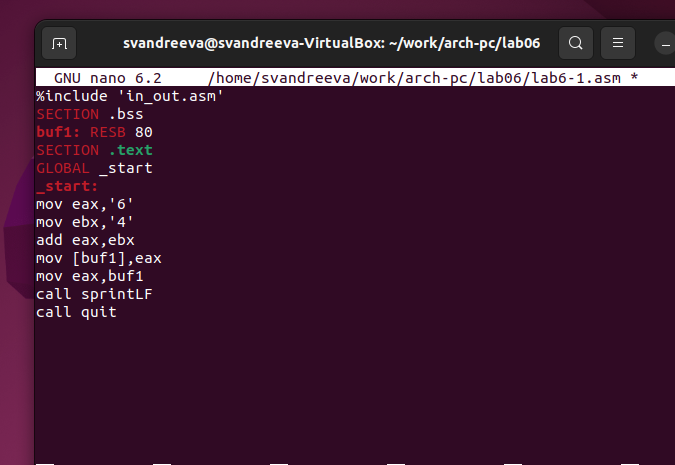 svandreeva@svandreeva-VirtualBox: ~/work/arch-pc/lab06
GNU nano 6.2 /home/svandreeva/work/arch-pc/lab06/lab6-1.asm *
%include 'in_out.asm'
SECTION .bss
buf1: RESB 80
SECTION .text
GLOBAL _start
_start:
mov eax,'6'
mov ebx,'4'
add eax,ebx
mov [buf1],eax
mov eax,buf1
call sprintLF
call quit